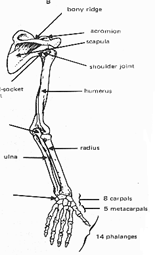 B
bony ridge
acromion
scapula
shoulder joint
-socket
humerus
radius
ulna
8 carpals
5 metacarpals
14 phalanges